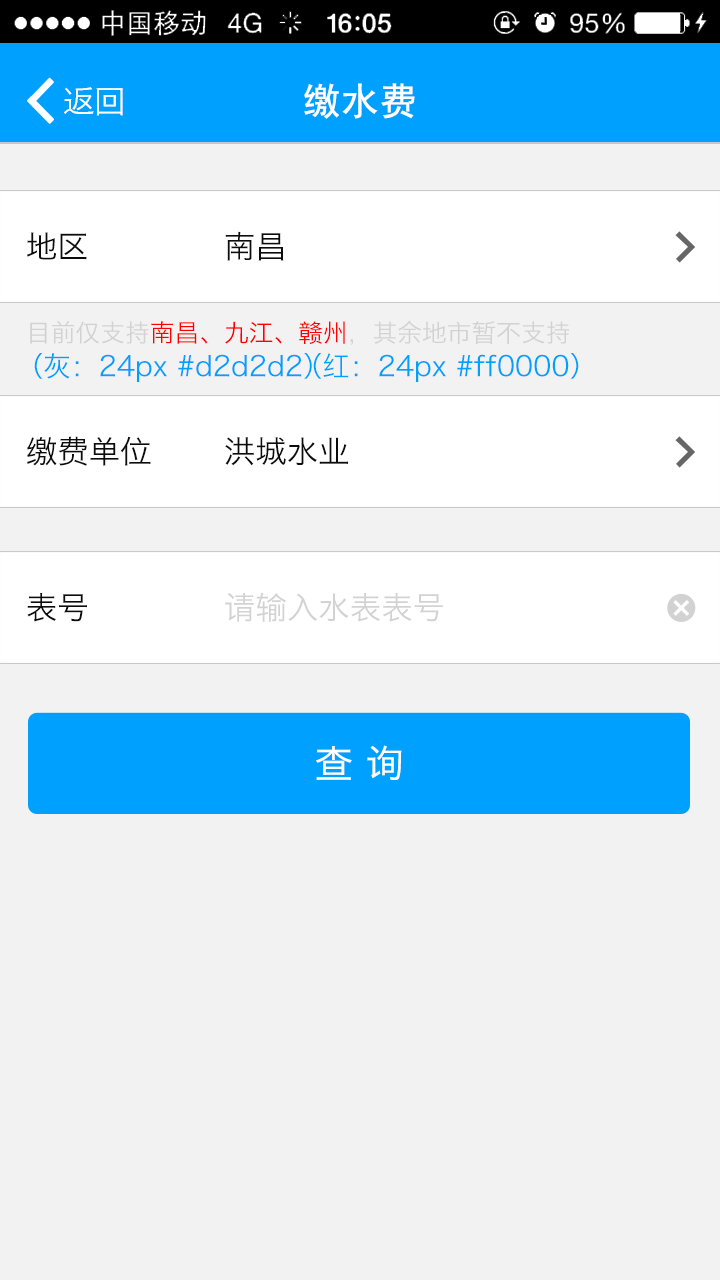 中国移动 4G 16:05 95%
返回 缴水费
地区 南昌
目前仅支持南昌、九江、赣州，其余地市暂不支持
(灰：24px #d2d2d2)(红：24px #ff0000)
缴费单位 洪城水业
表号 请输入水表表号
查 询